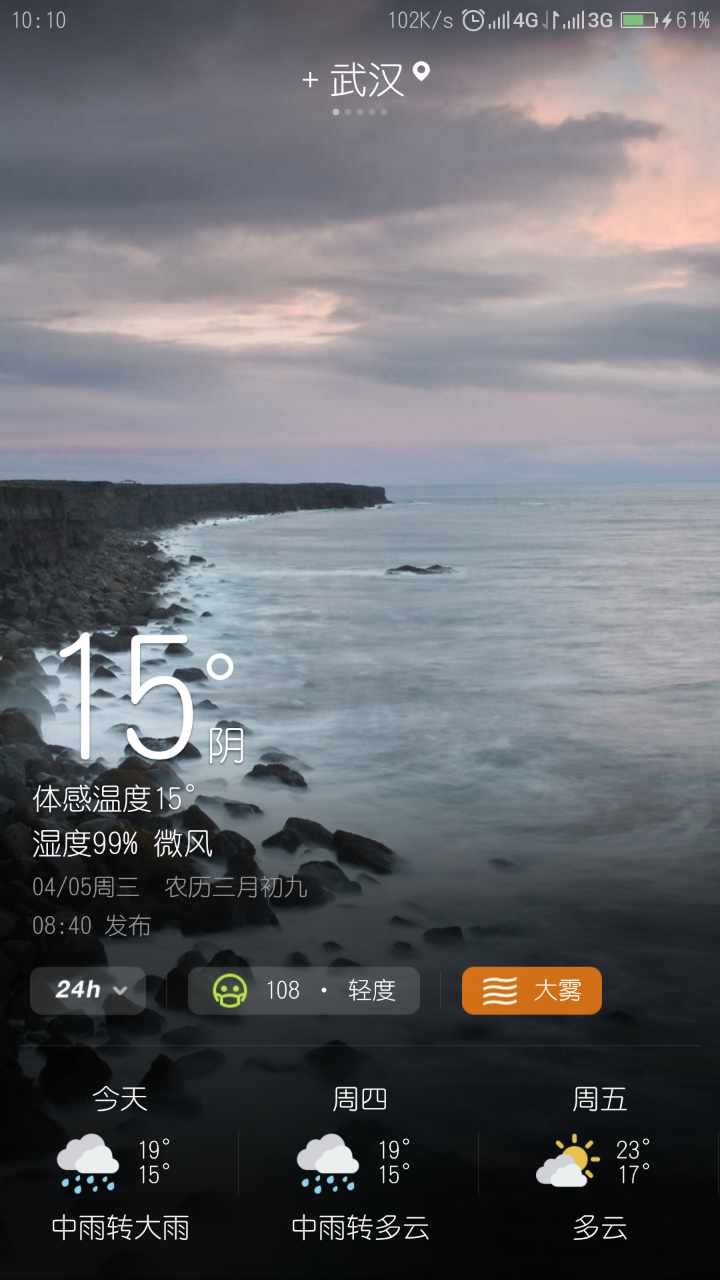 10:10 102K/s 4G 3G 61%
+ 武汉
15°
阴
体感温度15°
湿度99% 微风
04/05周三 农历三月初九
08:40 发布
24h 108 · 轻度 大雾
今天 周四 周五
19° 19° 23°
15° 15° 17°
中雨转大雨 中雨转多云 多云